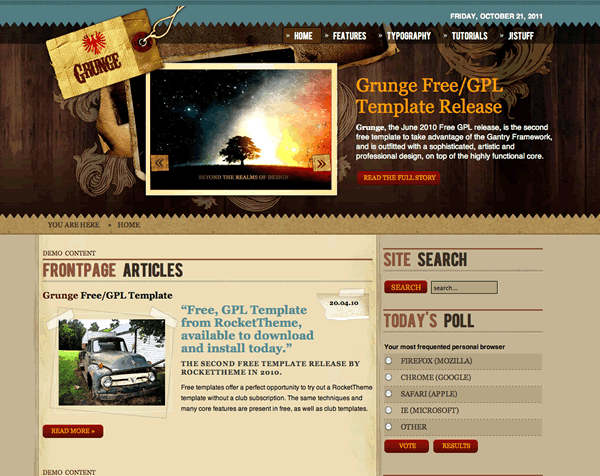 FRIDAY, OCTOBER 21, 2011
» HOME » FEATURES » TYPOGRAPHY » TUTORIALS » JSTUFF
GRUNGE
Grunge Free/GPL
Template Release
Grunge, the June 2010 Free GPL release, is the second
free template to take advantage of the Gantry Framework,
and is outfitted with a sophisticated, artistic and
professional design, on top of the highly functional core.
READ THE FULL STORY
« »
BEYOND THE REALMS OF DESIGN
YOU ARE HERE » HOME
DEMO CONTENT
FRONTPAGE ARTICLES
Grunge Free/GPL Template
20.04.10
“Free, GPL Template
from RocketTheme,
available to download
and install today.”
THE SECOND FREE TEMPLATE RELEASE BY
ROCKETTHEME IN 2010.
Free templates offer a perfect opportunity to try out a RocketTheme
template without a club subscription. The same techniques and
many core features are present in free, as well as club templates.
READ MORE »
DEMO CONTENT
SITE SEARCH
SEARCH search...
TODAY'S POLL
Your most frequented personal browser
FIREFOX (MOZILLA)
CHROME (GOOGLE)
SAFARI (APPLE)
IE (MICROSOFT)
OTHER
VOTE RESULTS